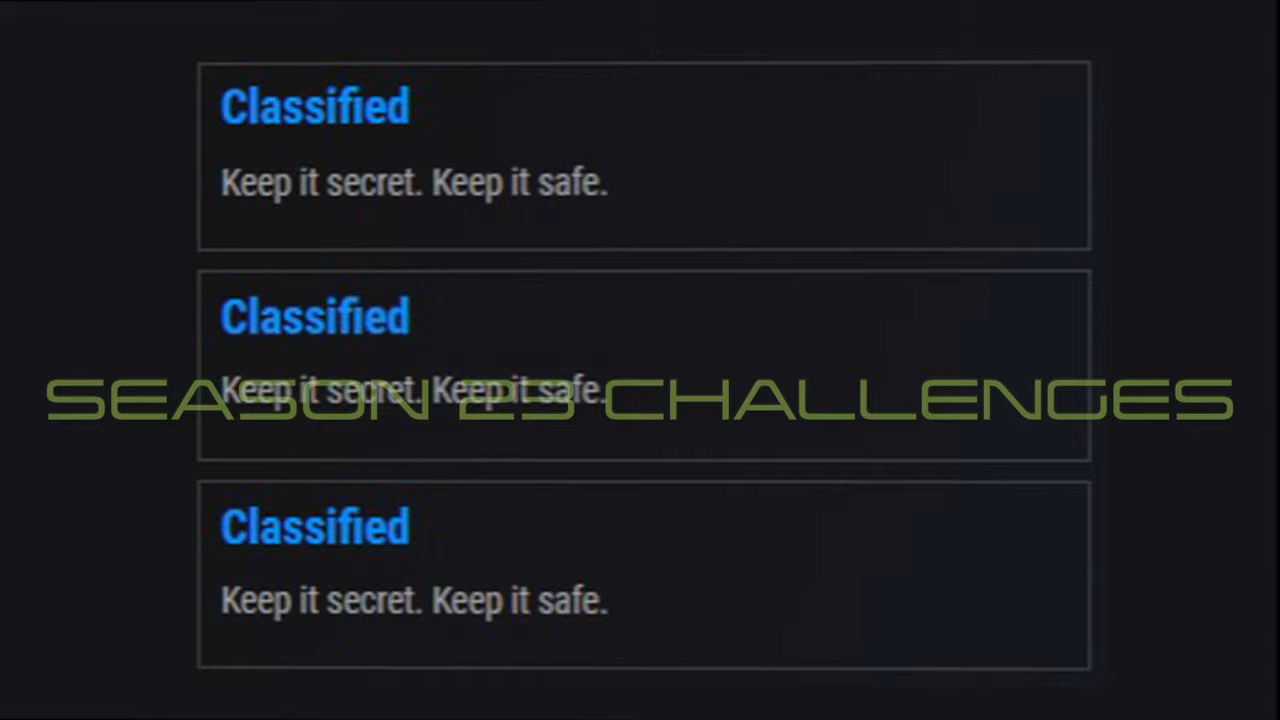 Classified
Keep it secret. Keep it safe.
Classified
Keep it secret. Keep it safe.
SEASON 23 CHALLENGES
Classified
Keep it secret. Keep it safe.